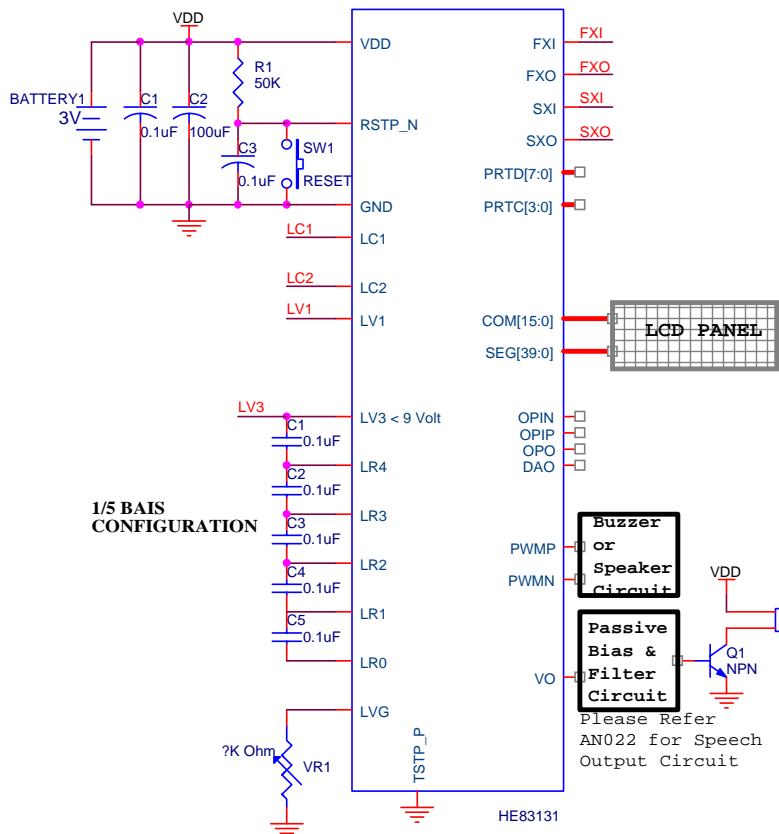 VDD
BATTERY1
3V
C1
0.1uF
C2
100uF
R1
50K
C3
0.1uF
SW1
RESET
VDD
RSTP_N
GND
LC1
LC1
LC2
LC2
LV1
LV1
LV3
LV3 < 9 Volt
C1
0.1uF
LR4
C2
0.1uF
LR3
C3
0.1uF
LR2
C4
0.1uF
LR1
C5
0.1uF
LR0
1/5 BAIS
CONFIGURATION
LVG
?K Ohm
VR1
TSTP_P
HE83131
FXI
FXI
FXO
FXO
SXI
SXI
SXO
SXO
PRTD[7:0]
PRTC[3:0]
COM[15:0]
SEG[39:0]
LCD PANEL
OPIN
OPIP
OPO
DAO
PWMP
PWMN
Buzzer
or
Speaker
Circuit
VO
Passive
Bias &
Filter
Circuit
VDD
Q1
NPN
Please Refer
AN022 for Speech
Output Circuit